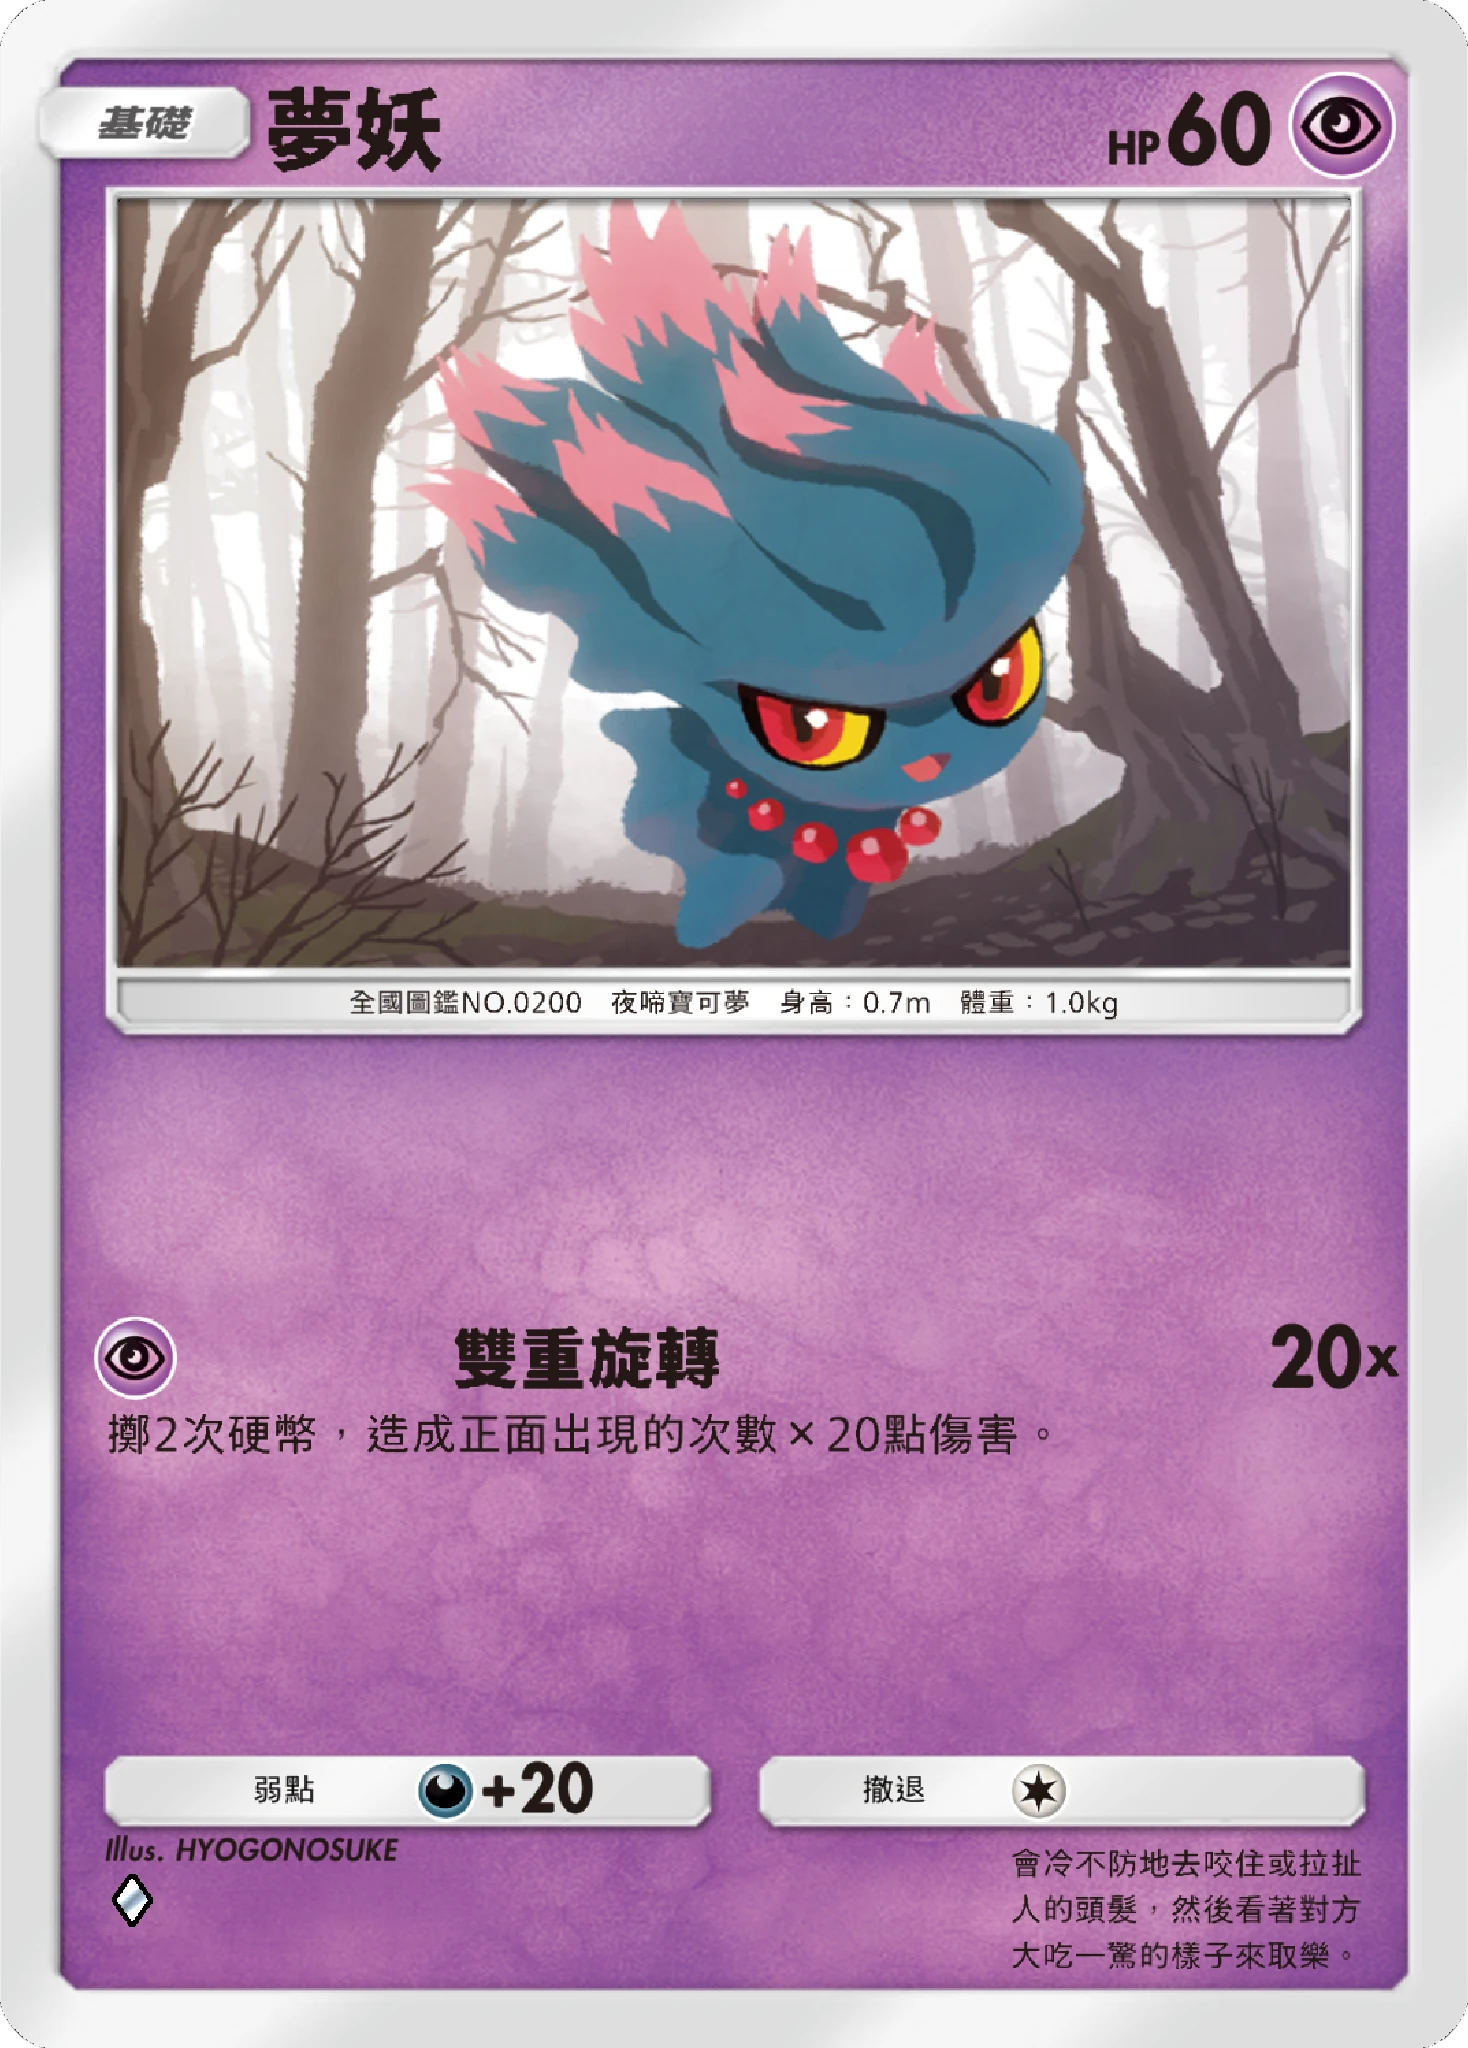 基礎 夢妖 HP60
全國圖鑑NO.0200 夜啼寶可夢 身高：0.7m 體重：1.0kg
雙重旋轉 20x
擲2次硬幣，造成正面出現的次數×20點傷害。
弱點 +20 撤退
Illus. HYOGONOSUKE
會冷不防地去咬住或拉扯
人的頭髮，然後看著對方
大吃一驚的樣子來取樂。